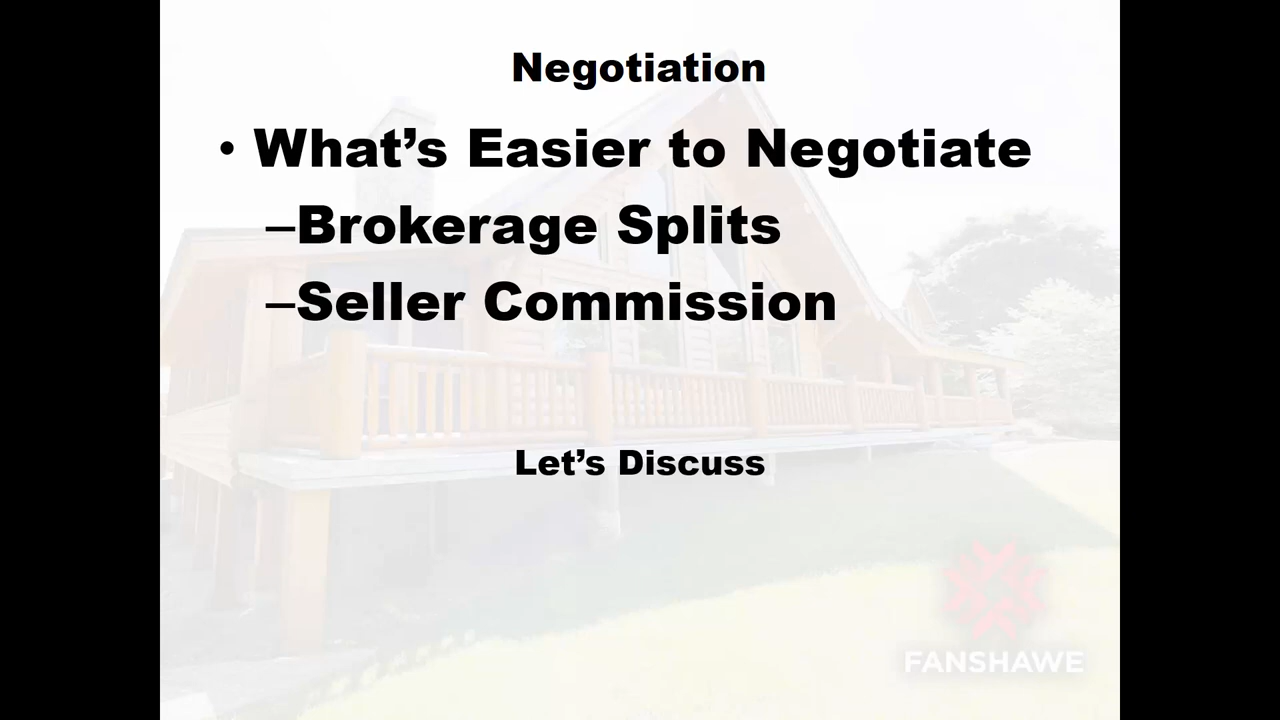 Negotiation
• What’s Easier to Negotiate
–Brokerage Splits
–Seller Commission
Let’s Discuss
FANSHAWE